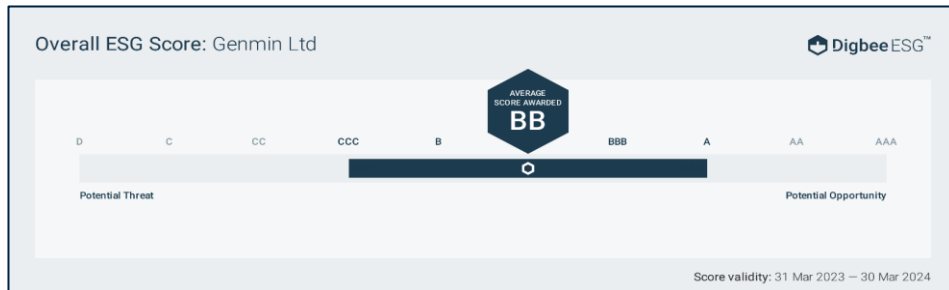 Overall ESG Score: Genmin Ltd
DigbeeESG™
AVERAGE
SCORE AWARDED
BB
D C CC CCC B BBB A AA AAA
Potential Threat Potential Opportunity
Score validity: 31 Mar 2023 — 30 Mar 2024